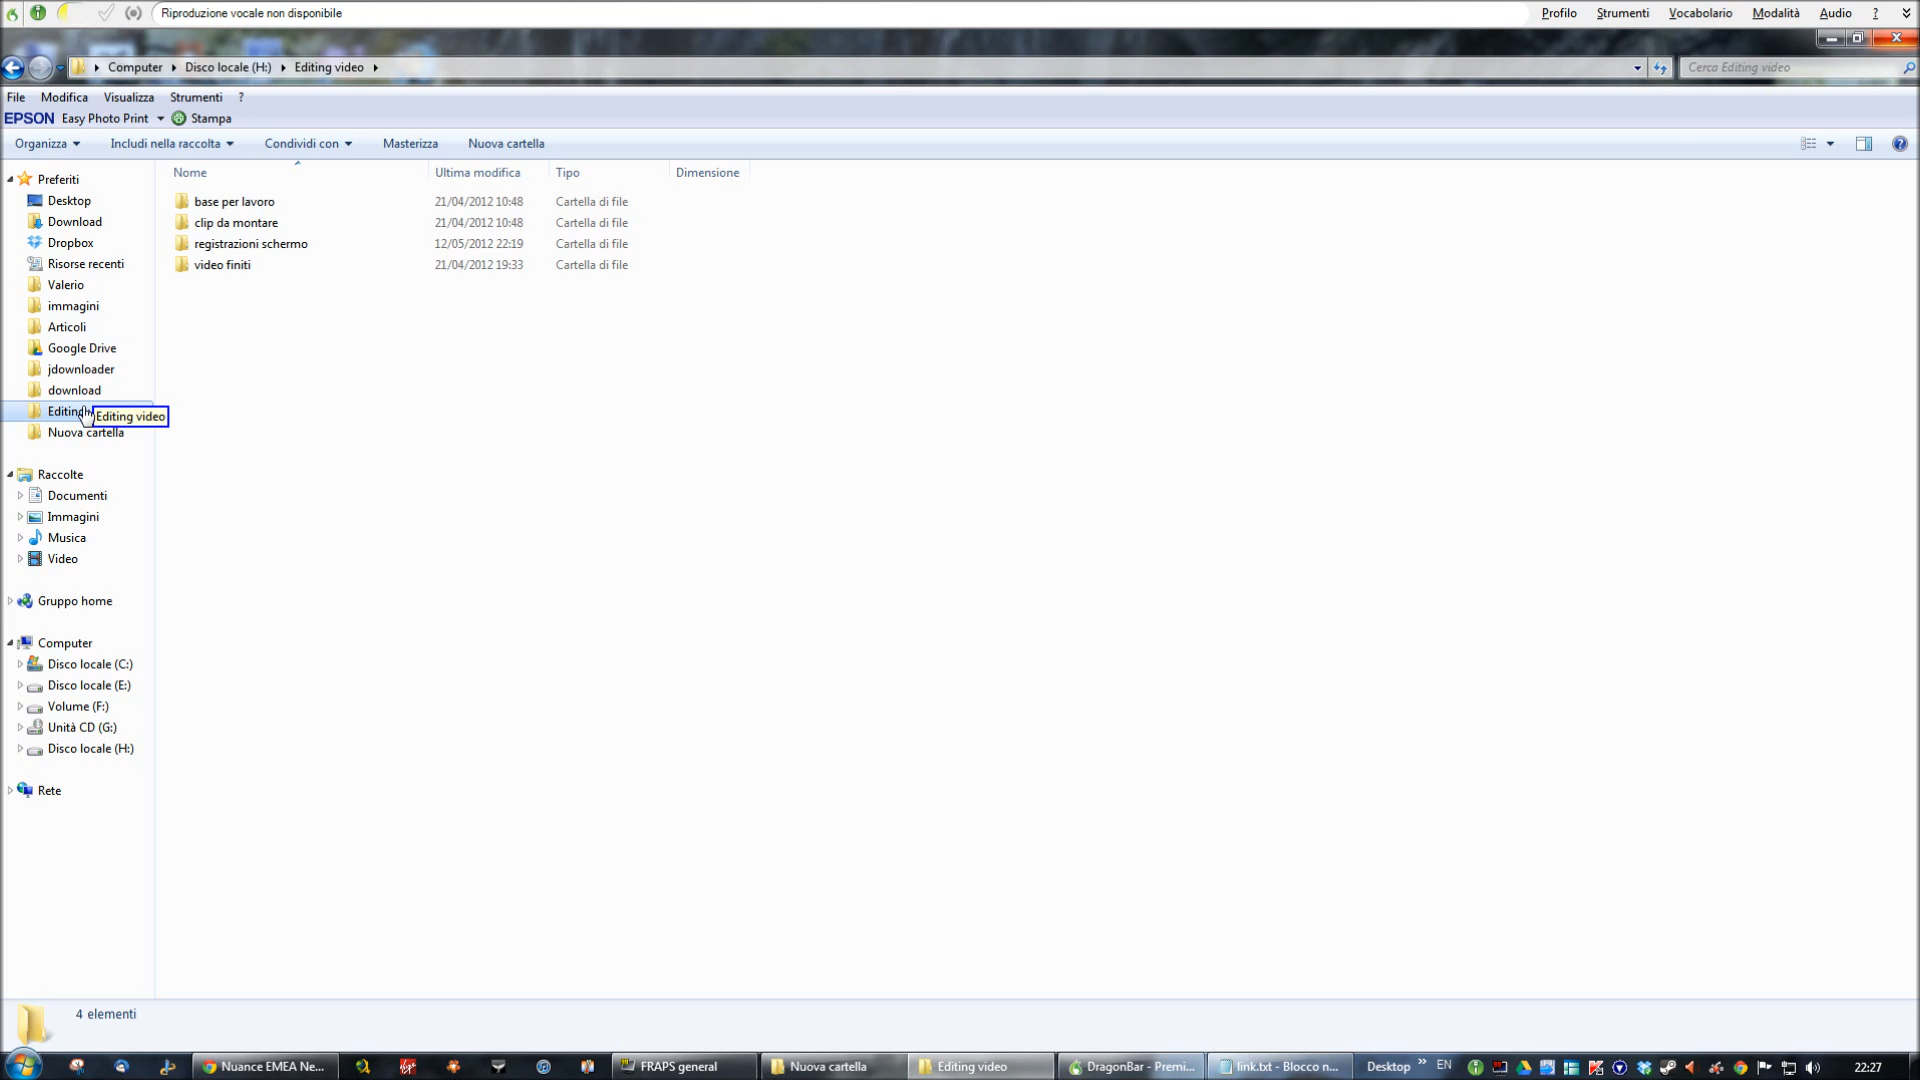 Riproduzione vocale non disponibile
Profilo Strumenti Vocabolario Modalità Audio ?
Computer Disco locale (H:) Editing video
Cerca Editing video
File Modifica Visualizza Strumenti ?
EPSON Easy Photo Print Stampa
Organizza Includi nella raccolta Condividi con Masterizza Nuova cartella
Nome Ultima modifica Tipo Dimensione
base per lavoro 21/04/2012 10:48 Cartella di file
clip da montare 21/04/2012 10:48 Cartella di file
registrazioni schermo 12/05/2012 22:19 Cartella di file
video finiti 21/04/2012 19:33 Cartella di file
Preferiti
Desktop
Download
Dropbox
Risorse recenti
Valerio
immagini
Articoli
Google Drive
jdownloader
download
Editing
Editing video
Nuova cartella
Raccolte
Documenti
Immagini
Musica
Video
Gruppo home
Computer
Disco locale (C:)
Disco locale (E:)
Volume (F:)
Unità CD (G:)
Disco locale (H:)
Rete
4 elementi
Nuance EMEA Ne... FRAPS general Nuova cartella Editing video DragonBar - Premi... link.txt - Blocco n... Desktop » EN 22:27